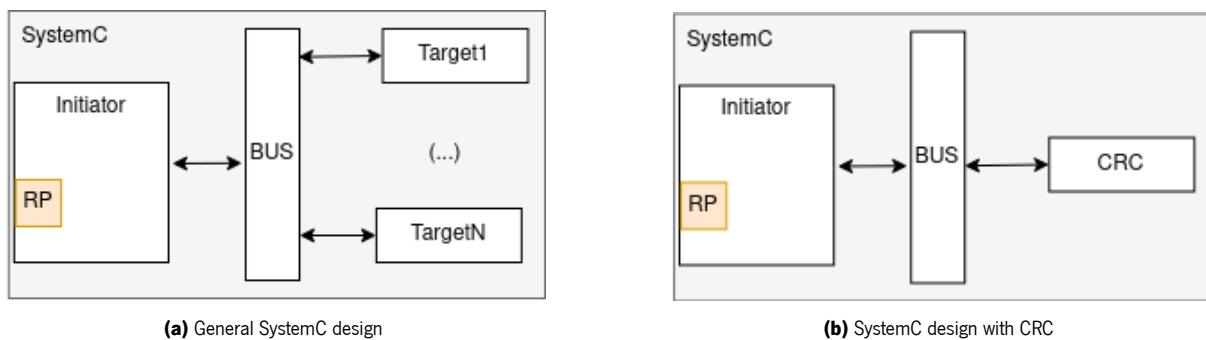 SystemC
Initiator
RP
BUS
Target1
(...)
TargetN
(a) General SystemC design
SystemC
Initiator
RP
BUS
CRC
(b) SystemC design with CRC